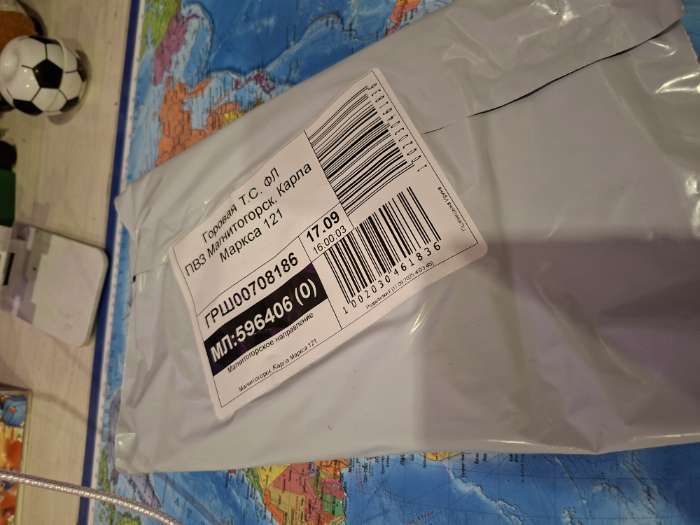 Горовая Т.С. ФЛ
ПВЗ Магнитогорск, Карла
Маркса 121
ГРШ00708186
17.09
16:00:03
МЛ:596406 (0)
Магнитогорское направление
Магнитогорск, Карла Маркса 121
1002030461836